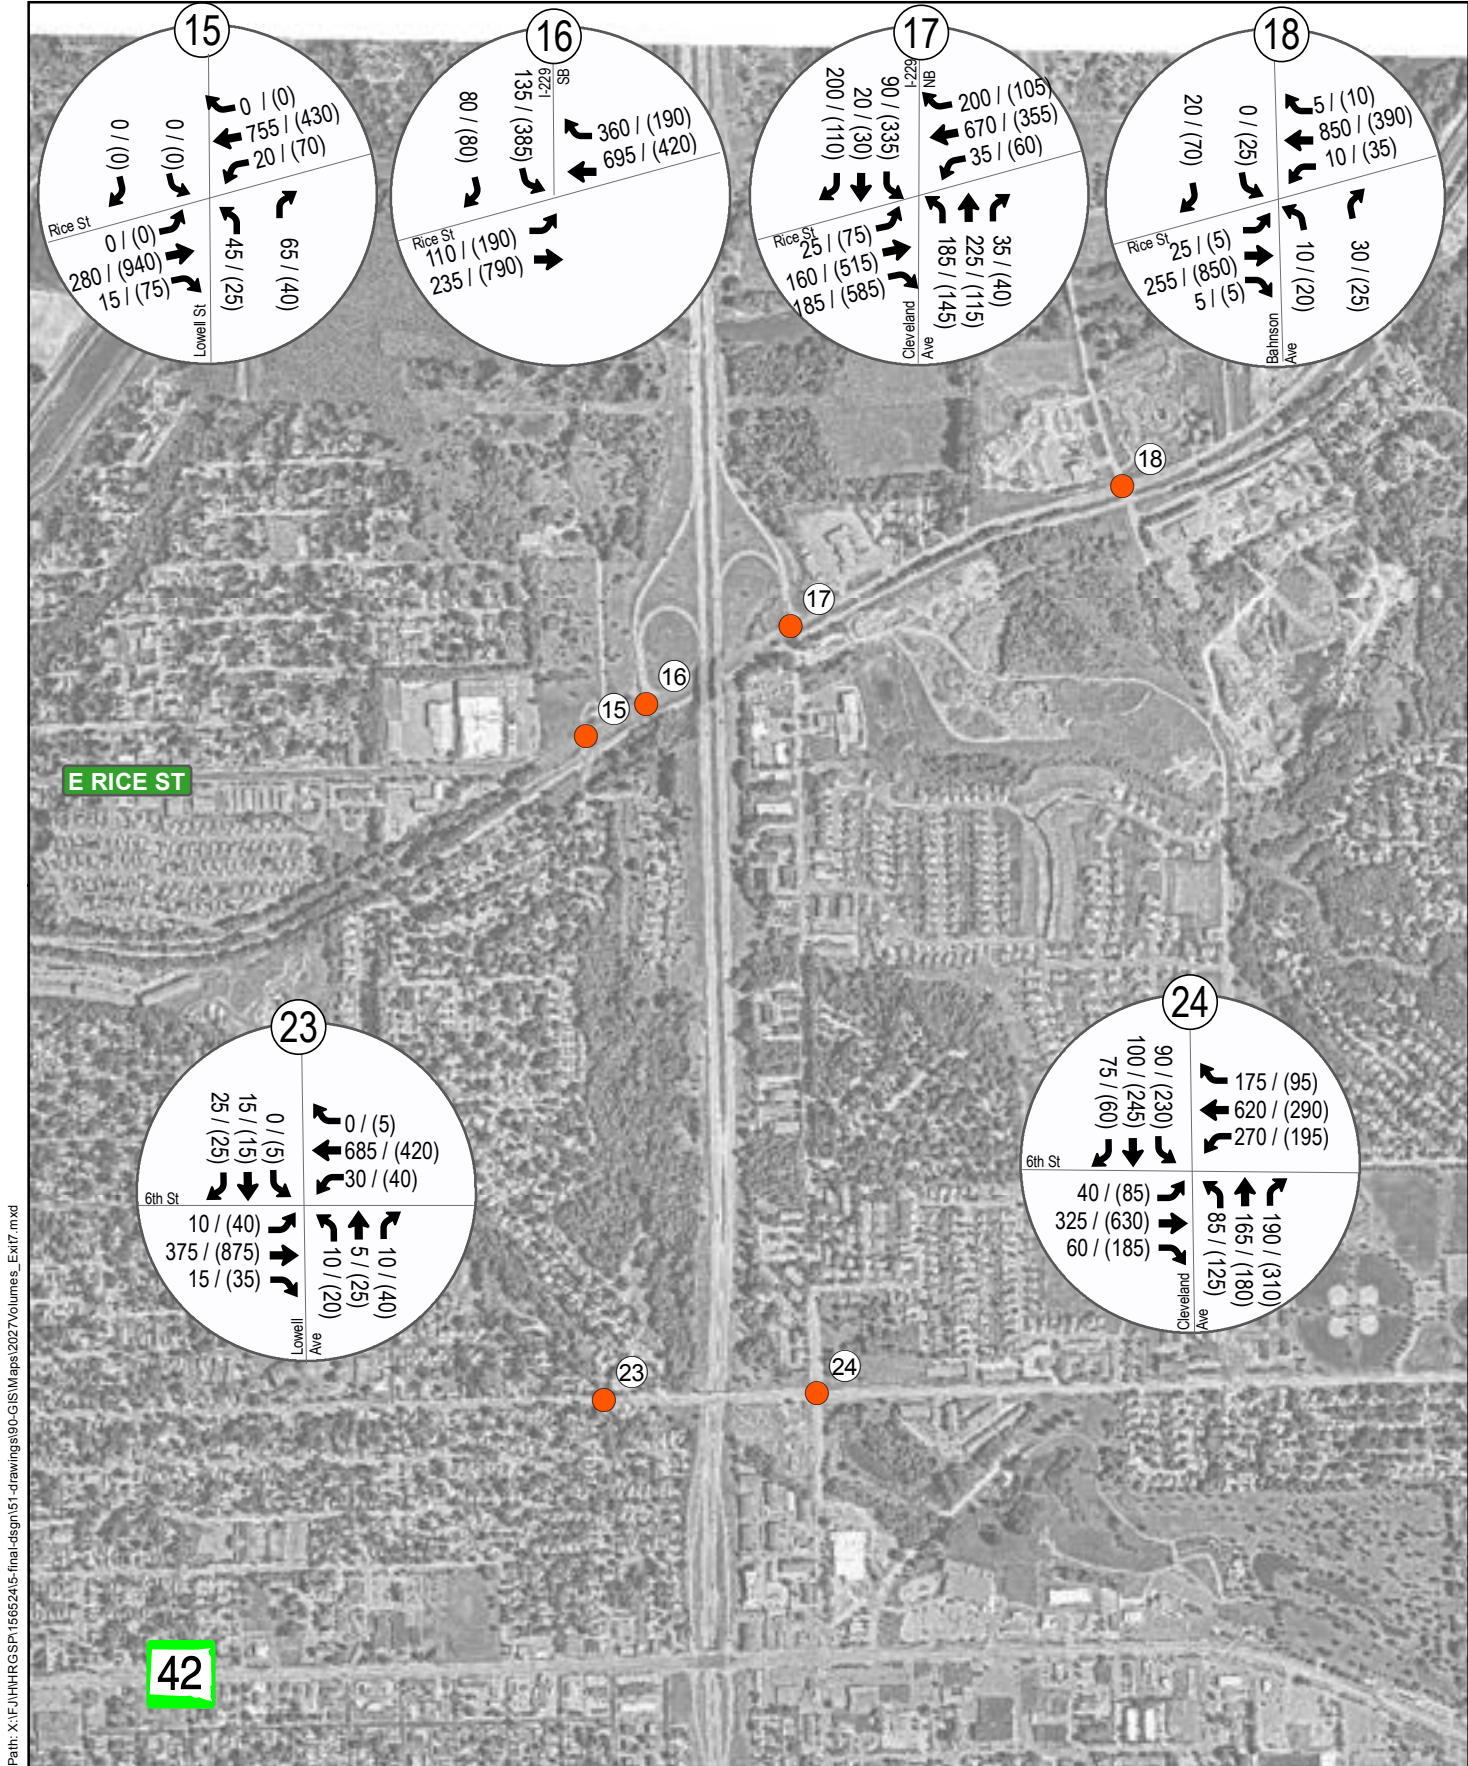 15
0 / (0)
0 / (0)
0 / (0)
755 / (430)
20 / (70)
Rice St
0 / (0)
280 / (940)
15 / (75)
Lowell St
45 / (25)
65 / (40)
16
80 / (80)
135 / (385)
I-229
SB
360 / (190)
695 / (420)
Rice St
110 / (190)
235 / (790)
17
200 / (110)
20 / (30)
90 / (335)
I-229
NB
200 / (105)
670 / (355)
35 / (60)
Rice St
25 / (75)
160 / (515)
185 / (585)
Cleveland
Ave
185 / (145)
225 / (115)
35 / (40)
18
20 / (70)
0 / (25)
5 / (10)
850 / (390)
10 / (35)
Rice St
25 / (5)
255 / (850)
5 / (5)
Bahnson
Ave
10 / (20)
30 / (25)
18
17
16
15
E RICE ST
23
25 / (25)
15 / (15)
0 / (5)
0 / (5)
685 / (420)
30 / (40)
6th St
10 / (40)
375 / (875)
15 / (35)
Lowell
Ave
10 / (20)
5 / (25)
10 / (40)
24
75 / (60)
100 / (245)
90 / (230)
175 / (95)
620 / (290)
270 / (195)
6th St
40 / (85)
325 / (630)
60 / (185)
Cleveland
Ave
85 / (125)
165 / (180)
190 / (310)
23
24
42
Path: X:\FJ\H\HRGSP\156524\5-final-dsgn\51-drawings\90-GIS\Maps\2027Volumes_Exit7.mxd